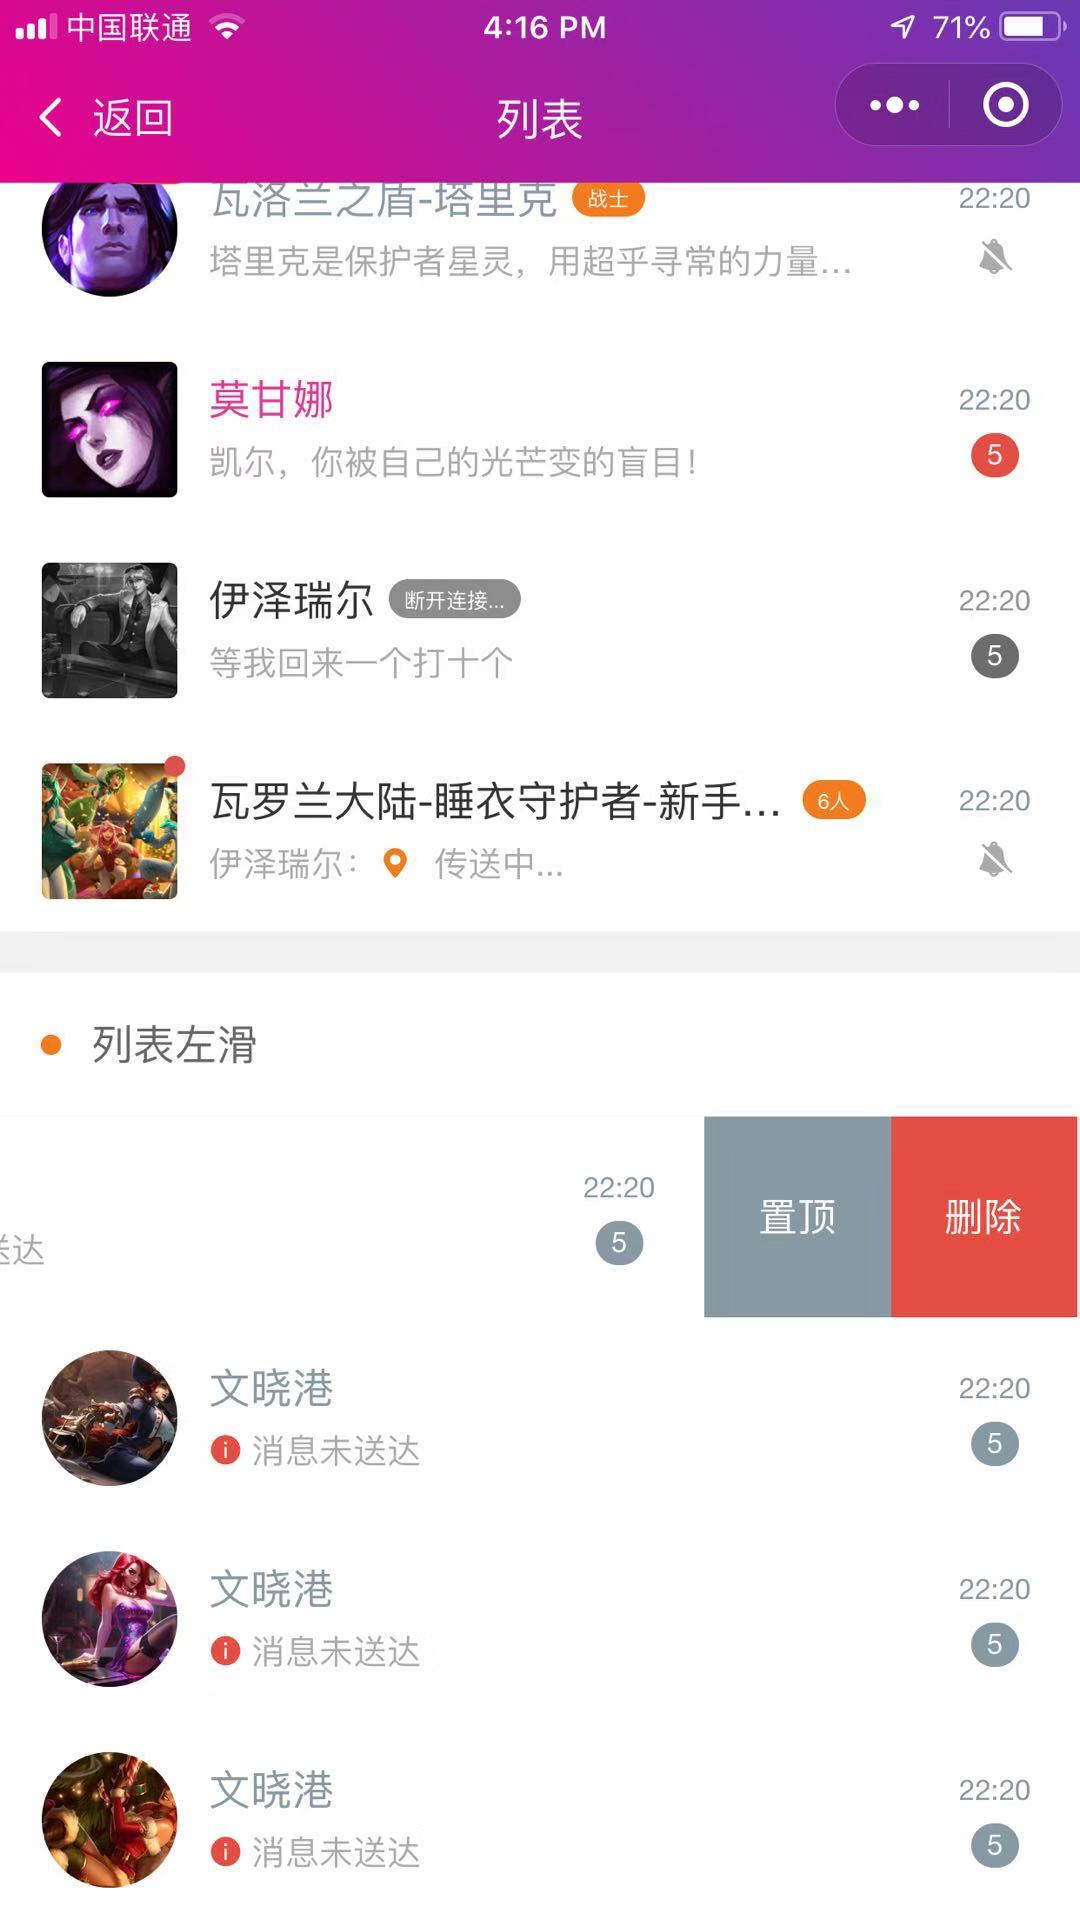 中国联通
4:16 PM
71%
返回
列表
瓦洛兰之盾-塔里克 战士 22:20
塔里克是保护者星灵，用超乎寻常的力量...
莫甘娜 22:20
凯尔，你被自己的光芒变的盲目！ 5
伊泽瑞尔 断开连接... 22:20
等我回来一个打十个 5
瓦罗兰大陆-睡衣守护者-新手... 6人 22:20
伊泽瑞尔： 传送中...
列表左滑
22:20
送达 5
置顶
删除
文晓港 22:20
消息未送达 5
文晓港 22:20
消息未送达 5
文晓港 22:20
消息未送达 5